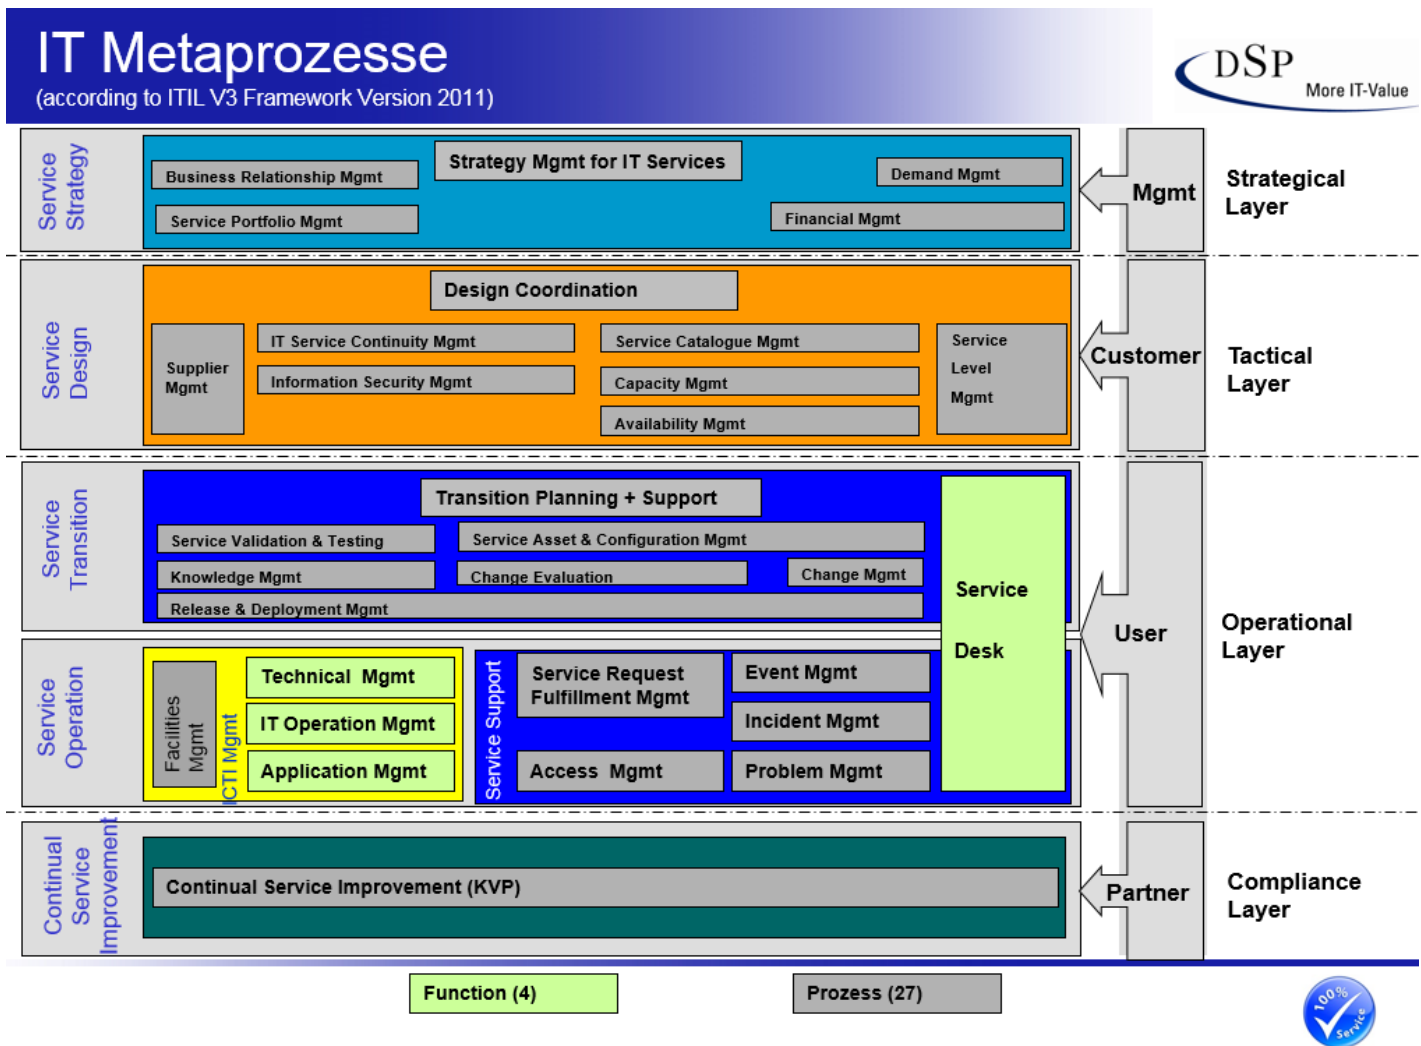 IT Metaprozesse
(according to ITIL V3 Framework Version 2011)
DSP
More IT-Value
Service
Strategy
Strategy Mgmt for IT Services
Business Relationship Mgmt
Demand Mgmt
Service Portfolio Mgmt
Financial Mgmt
Mgmt
Strategical
Layer
Service
Design
Design Coordination
Supplier
Mgmt
IT Service Continuity Mgmt
Information Security Mgmt
Service Catalogue Mgmt
Capacity Mgmt
Availability Mgmt
Service
Level
Mgmt
Customer
Tactical
Layer
Service
Transition
Transition Planning + Support
Service Validation & Testing
Service Asset & Configuration Mgmt
Knowledge Mgmt
Change Evaluation
Change Mgmt
Release & Deployment Mgmt
Service
Desk
User
Operational
Layer
Service
Operation
Facilities
Mgmt
ICTI Mgmt
Technical Mgmt
IT Operation Mgmt
Application Mgmt
Service Support
Service Request
Fulfillment Mgmt
Access Mgmt
Event Mgmt
Incident Mgmt
Problem Mgmt
Continual
Service
Improvement
Continual Service Improvement (KVP)
Partner
Compliance
Layer
Function (4)
Prozess (27)
100%
Service